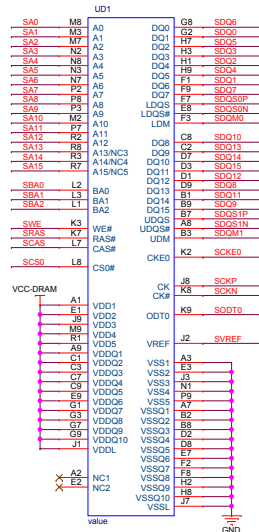 UD1
SA0 M8 A0 DQ0 G8 SDQ6
SA1 M3 A1 DQ1 G2 SDQ0
SA2 M7 A2 DQ2 H7 SDQ5
SA3 N2 A3 DQ3 H3 SDQ3
SA4 N8 A4 DQ4 H1 SDQ2
SA5 N3 A5 DQ5 H9 SDQ4
SA6 N7 A6 DQ6 F1 SDQ1
SA7 P2 A7 DQ7 F9 SDQ7
SA8 P8 A8 LDQS F7 SDQS0P
SA9 P3 A9 LDQS# E8 SDQS0N
SA10 M2 A10 LDM F3 SDQM0
SA11 P7 A11
SA12 R2 A12 DQ8 C8 SDQ10
SA13 R8 A13/NC3 DQ9 C2 SDQ13
SA14 R3 A14/NC4 DQ10 D7 SDQ14
SA15 R7 A15/NC5 DQ11 D3 SDQ15
DQ12 D1 SDQ12
SBA0 L2 BA0 DQ13 D9 SDQ8
SBA1 L3 BA1 DQ14 B1 SDQ11
SBA2 L1 BA2 DQ15 B9 SDQ9
UDQS B7 SDQS1P
SWE K3 WE# UDQS# A8 SDQS1N
SRAS K7 RAS# UDM B3 SDQM1
SCAS L7 CAS#
CKE0 K2 SCKE0
SCS0 L8 CS0#
CK J8 SCKP
VCC-DRAM CK# K8 SCKN
A1 VDD1
E1 VDD2 ODT0 K9 SODT0
J9 VDD3
M9 VDD4
R1 VDD5 VREF J2 SVREF
A9 VDDQ1
C1 VDDQ2 VSS1 A3
C3 VDDQ3 VSS2 E3
C7 VDDQ4 VSS3 J3
C9 VDDQ5 VSS4 N1
E9 VDDQ6 VSS5 P9
G1 VDDQ7 VSSQ1 A7
G3 VDDQ8 VSSQ2 B2
G7 VDDQ9 VSSQ3 B8
G9 VDDQ10 VSSQ4 D2
J1 VDDL VSSQ5 D8
VSSQ6 E7
VSSQ7 F2
A2 NC1 VSSQ8 F8
E2 NC2 VSSQ9 H2
VSSQ10 H8
VSSL J7
value GND